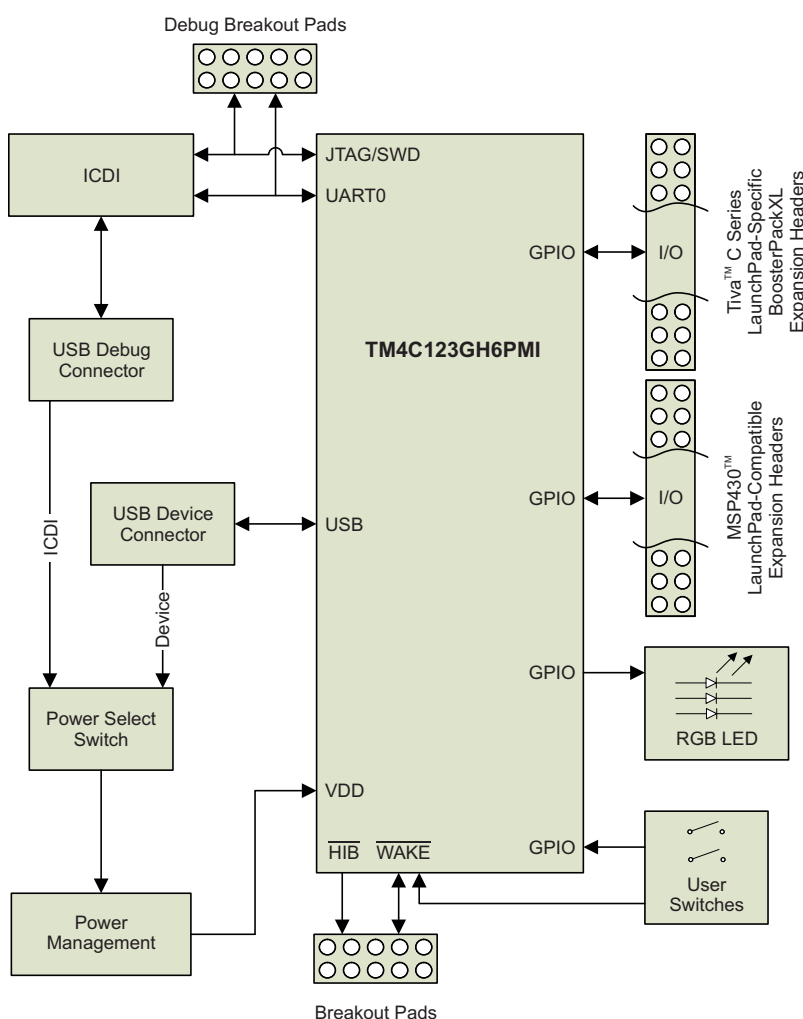 Debug Breakout Pads
ICDI
JTAG/SWD
UART0
GPIO
I/O
Tiva™ C Series
LaunchPad-Specific
BoosterPackXL
Expansion Headers
USB Debug
Connector
TM4C123GH6PMI
GPIO
I/O
MSP430™
LaunchPad-Compatible
Expansion Headers
USB Device
Connector
USB
ICDI
Device
GPIO
RGB LED
Power Select
Switch
VDD
HIB WAKE
GPIO
User
Switches
Power
Management
Breakout Pads